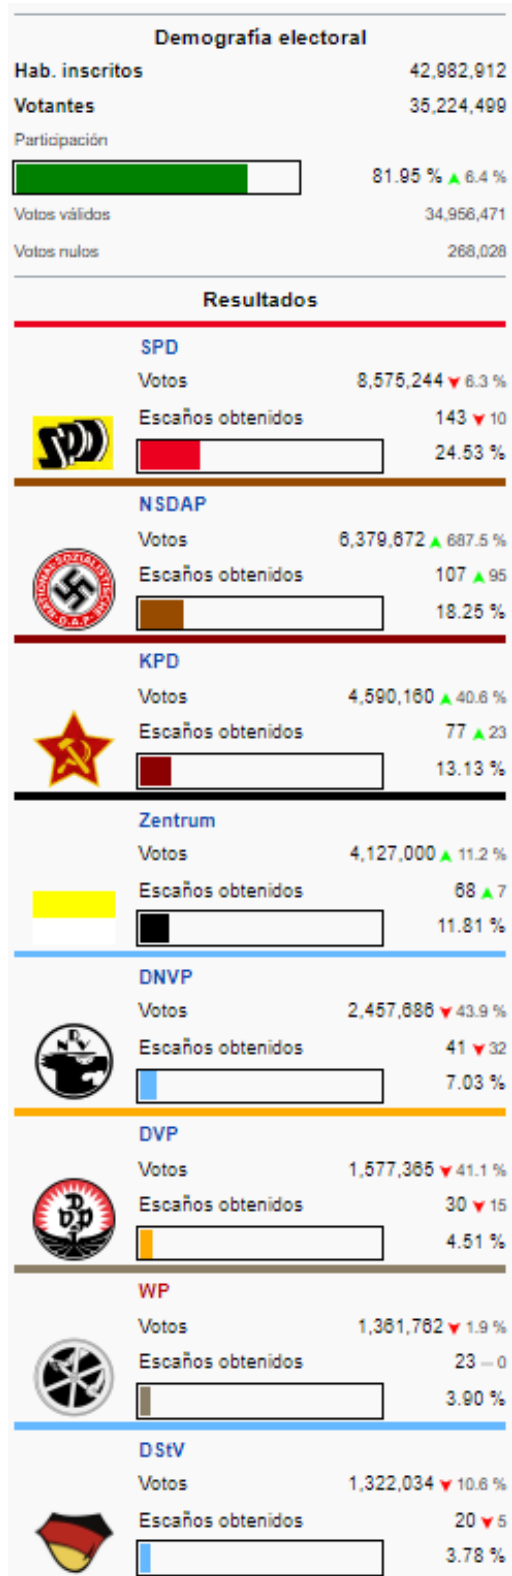 Demografía electoral
Hab. inscritos 42,982,912
Votantes 35,224,499
Participación
81.95 % ▲ 6.4 %
Votos válidos 34,956,471
Votos nulos 268,028
Resultados
SPD
Votos 8,575,244 ▼ 6.3 %
Escaños obtenidos 143 ▼ 10
SPD 24.53 %
NSDAP
Votos 6,379,672 ▲ 687.5 %
Escaños obtenidos 107 ▲ 95
NATIONAL-SOZIALISTISCHE D.A.P. 18.25 %
KPD
Votos 4,590,160 ▲ 40.6 %
Escaños obtenidos 77 ▲ 23
13.13 %
Zentrum
Votos 4,127,000 ▲ 11.2 %
Escaños obtenidos 68 ▲ 7
11.81 %
DNVP
Votos 2,457,686 ▼ 43.9 %
Escaños obtenidos 41 ▼ 32
7.03 %
DVP
Votos 1,577,365 ▼ 41.1 %
Escaños obtenidos 30 ▼ 15
4.51 %
WP
Votos 1,361,762 ▼ 1.9 %
Escaños obtenidos 23 — 0
3.90 %
DStV
Votos 1,322,034 ▼ 10.6 %
Escaños obtenidos 20 ▼ 5
3.78 %